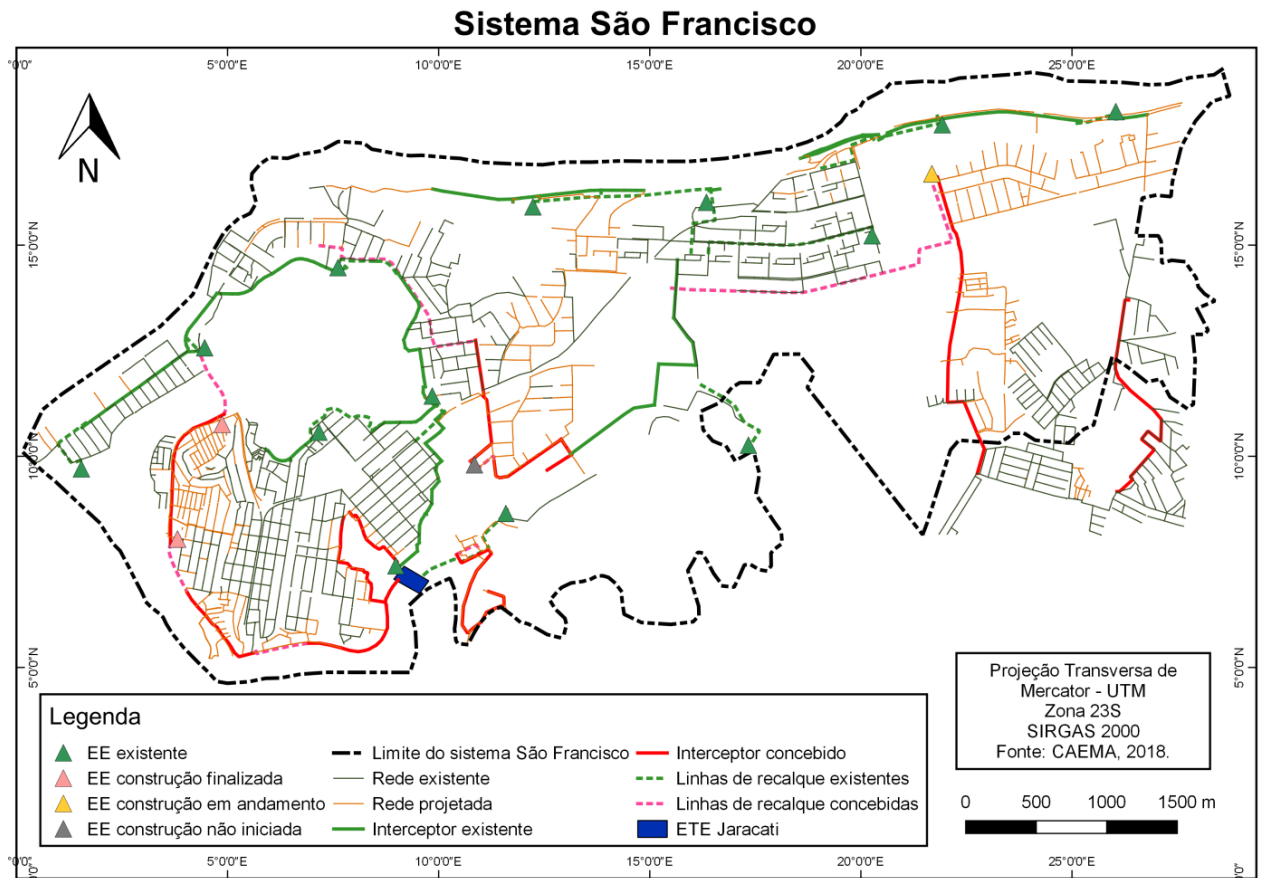 Sistema São Francisco
0°0'0"
5°0'0"E
10°0'0"E
15°0'0"E
20°0'0"E
25°0'0"E
N
15°0'0"N
15°0'0"N
10°0'0"N
10°0'0"N
5°0'0"N
5°0'0"N
Projeção Transversa de
Mercator - UTM
Zona 23S
SIRGAS 2000
Fonte: CAEMA, 2018.
Legenda
EE existente
Limite do sistema São Francisco
Interceptor concebido
EE construção finalizada
Rede existente
Linhas de recalque existentes
EE construção em andamento
Rede projetada
Linhas de recalque concebidas
EE construção não iniciada
Interceptor existente
ETE Jaracati
0 500 1000 1500 m
0°0'0"
5°0'0"E
10°0'0"E
15°0'0"E
20°0'0"E
25°0'0"E